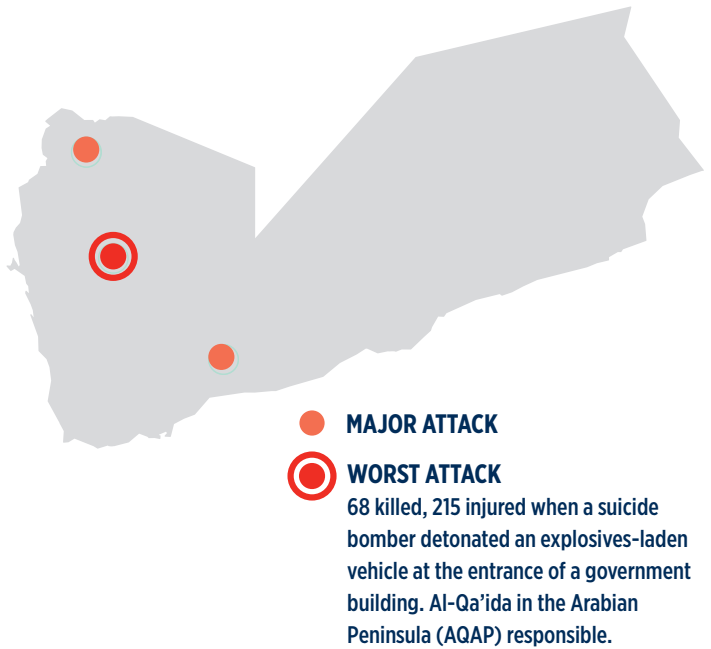 MAJOR ATTACK
WORST ATTACK
68 killed, 215 injured when a suicide
bomber detonated an explosives-laden
vehicle at the entrance of a government
building. Al-Qa’ida in the Arabian
Peninsula (AQAP) responsible.